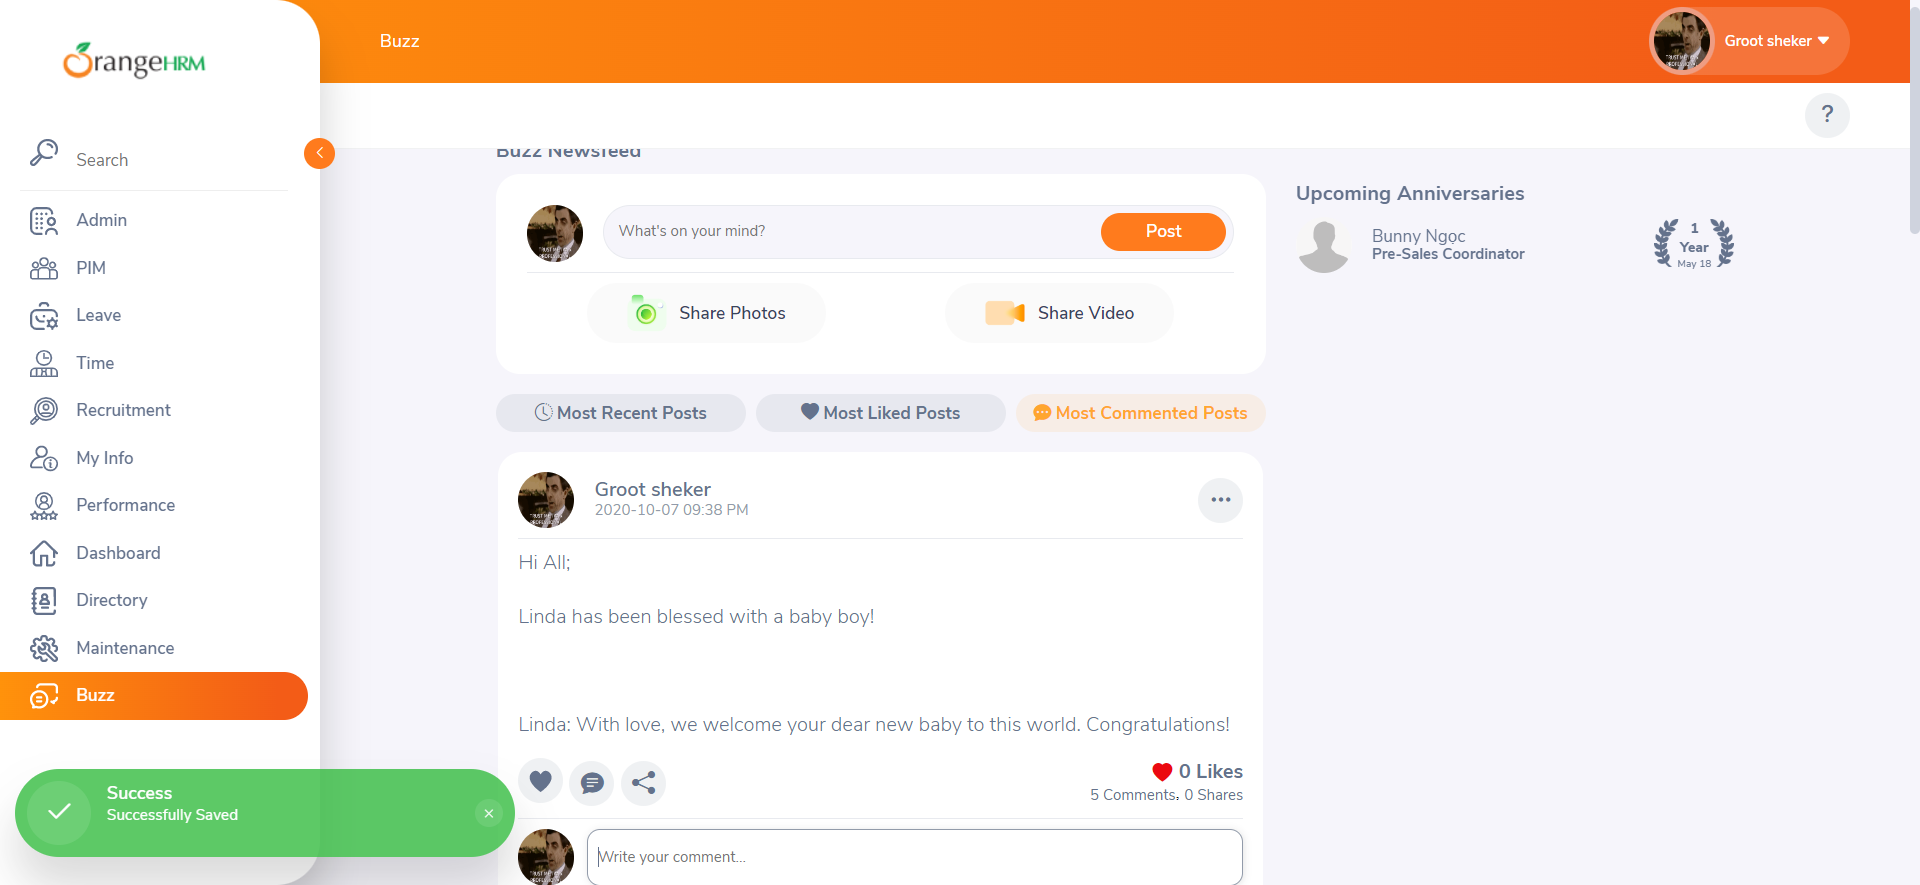 OrangeHRM
Buzz
Groot sheker
?
Search
Admin
PIM
Leave
Time
Recruitment
My Info
Performance
Dashboard
Directory
Maintenance
Buzz
Buzz Newsfeed
What's on your mind?
Post
Share Photos
Share Video
Most Recent Posts
Most Liked Posts
Most Commented Posts
Groot sheker
2020-10-07 09:38 PM
Hi All;
Linda has been blessed with a baby boy!
Linda: With love, we welcome your dear new baby to this world. Congratulations!
0 Likes
5 Comments, 0 Shares
Write your comment...
Upcoming Anniversaries
Bunny Ngọc
Pre-Sales Coordinator
1
Year
May 18
Success
Successfully Saved